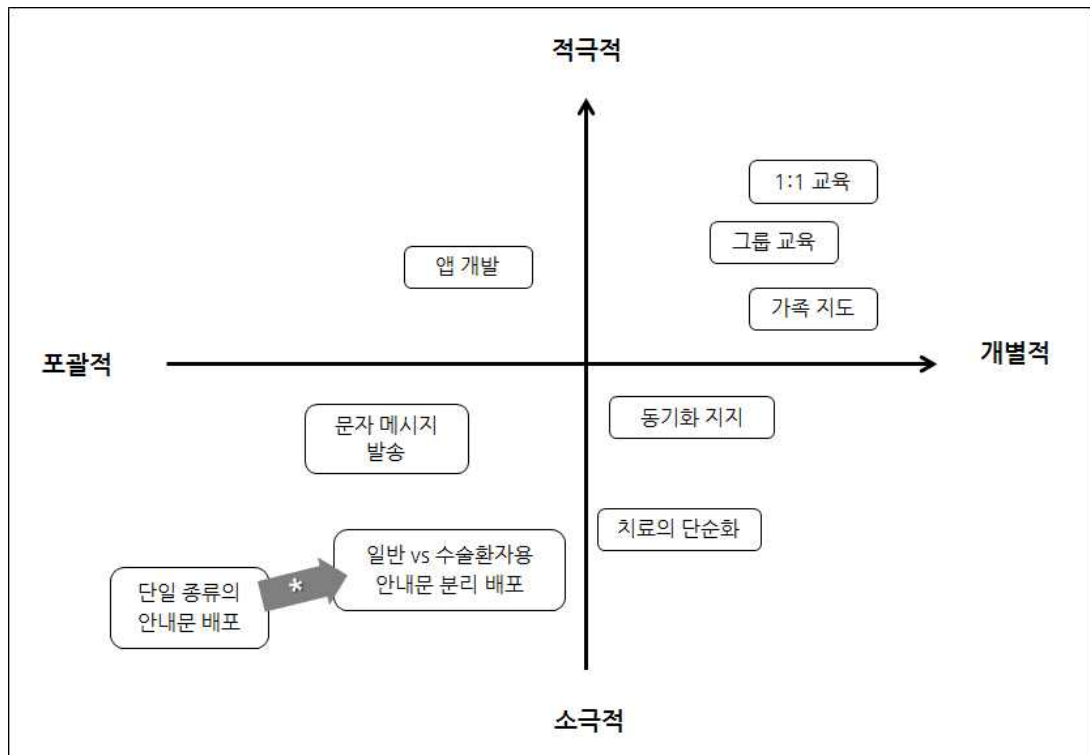 적극적
1:1 교육
그룹 교육
앱 개발
가족 지도
포괄적
개별적
동기화 지지
문자 메시지
발송
치료의 단순화
일반 vs 수술환자용
안내문 분리 배포
*
단일 종류의
안내문 배포
소극적